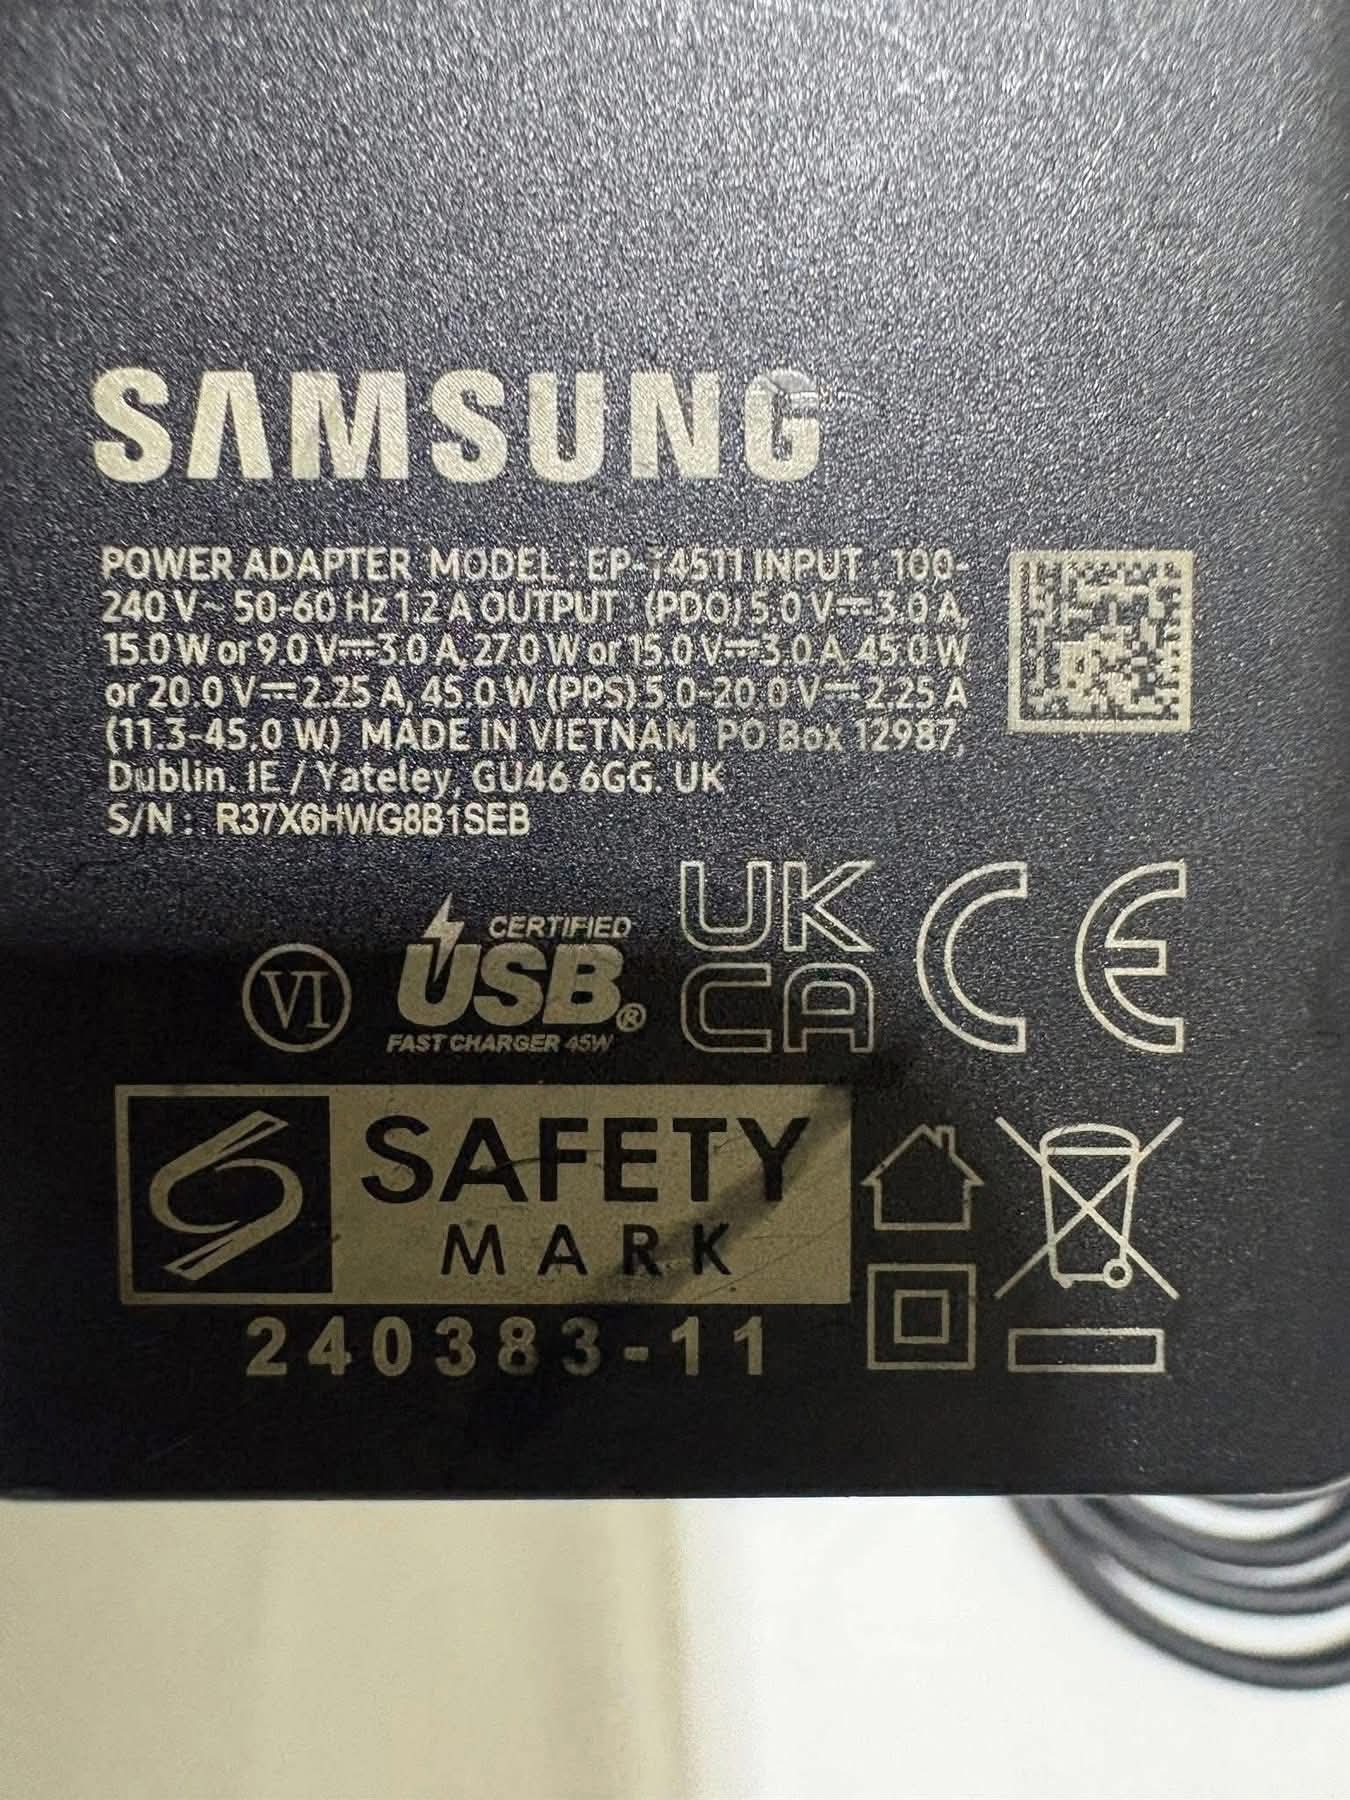 SAMSUNG
POWER ADAPTER MODEL : EP-T4511 INPUT : 100-
240 V~ 50-60 Hz 1.2 A OUTPUT : (PDO) 5.0 V⎓3.0 A,
15.0 W or 9.0 V⎓3.0 A, 27.0 W or 15.0 V⎓3.0 A, 45.0 W
or 20.0 V⎓2.25 A, 45.0 W (PPS) 5.0-20.0 V⎓2.25 A
(11.3-45.0 W) MADE IN VIETNAM PO Box 12987,
Dublin. IE / Yateley, GU46 6GG. UK
S/N : R37X6HWG8B1SEB
VI
CERTIFIED
USB®
FAST CHARGER 45W
UK
CA
CE
SAFETY
MARK
240383-11